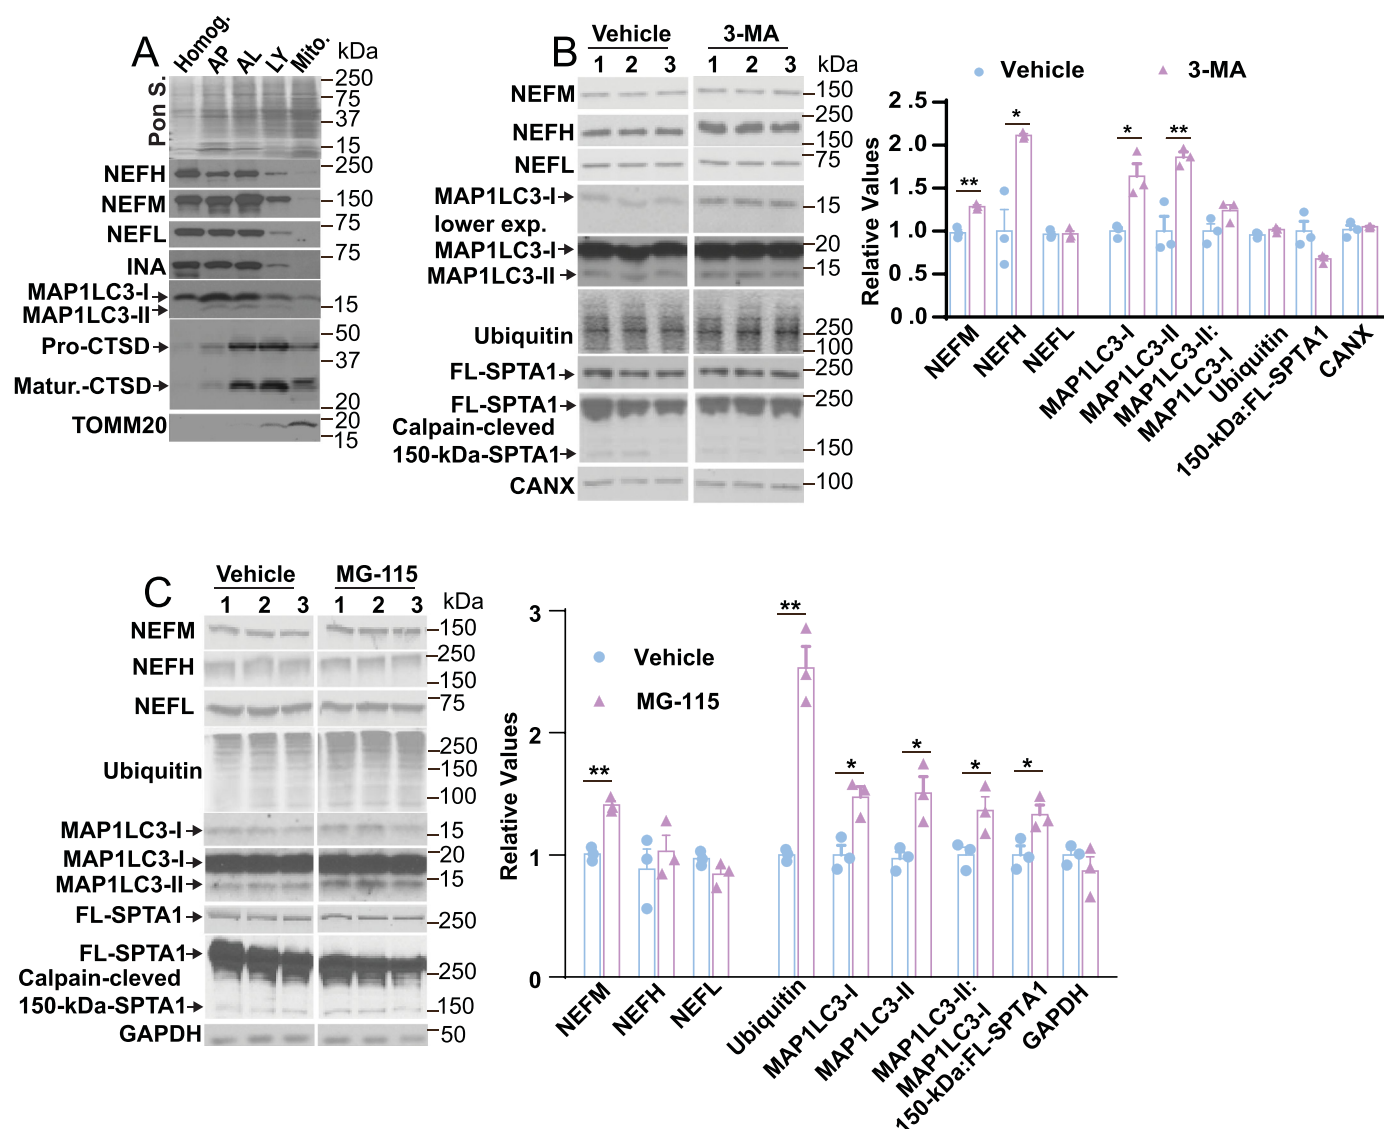 A
Homog.
AP
AL
LY
Mito.
kDa
Pon S.
250
75
37
15
NEFH
250
NEFM
150
NEFL
75
INA
75
MAP1LC3-I
MAP1LC3-II
15
Pro-CTSD
50
37
Matur.-CTSD
20
TOMM20
20
15
B
Vehicle
3-MA
1 2 3 1 2 3
kDa
NEFM
150
NEFH
250
150
NEFL
75
MAP1LC3-I
15
lower exp.
MAP1LC3-I
20
MAP1LC3-II
15
Ubiquitin
250
100
FL-SPTA1
250
FL-SPTA1
250
Calpain-cleved
150-kDa-SPTA1
150
CANX
100
Vehicle
3-MA
Relative Values
2.5
2.0
1.5
1.0
0.5
0.0
**
*
*
**
NEFM
NEFH
NEFL
MAP1LC3-I
MAP1LC3-II
MAP1LC3-II:
MAP1LC3-I
Ubiquitin
150-kDa:FL-SPTA1
CANX
C
Vehicle
MG-115
1 2 3 1 2 3
kDa
NEFM
150
NEFH
250
150
NEFL
75
Ubiquitin
250
150
100
MAP1LC3-I
15
MAP1LC3-I
20
MAP1LC3-II
15
FL-SPTA1
250
FL-SPTA1
250
Calpain-cleved
150-kDa-SPTA1
150
GAPDH
50
Vehicle
MG-115
Relative Values
3
2
1
0
**
**
*
*
*
*
NEFM
NEFH
NEFL
Ubiquitin
MAP1LC3-I
MAP1LC3-II
MAP1LC3-II:
MAP1LC3-I
150-kDa:FL-SPTA1
GAPDH